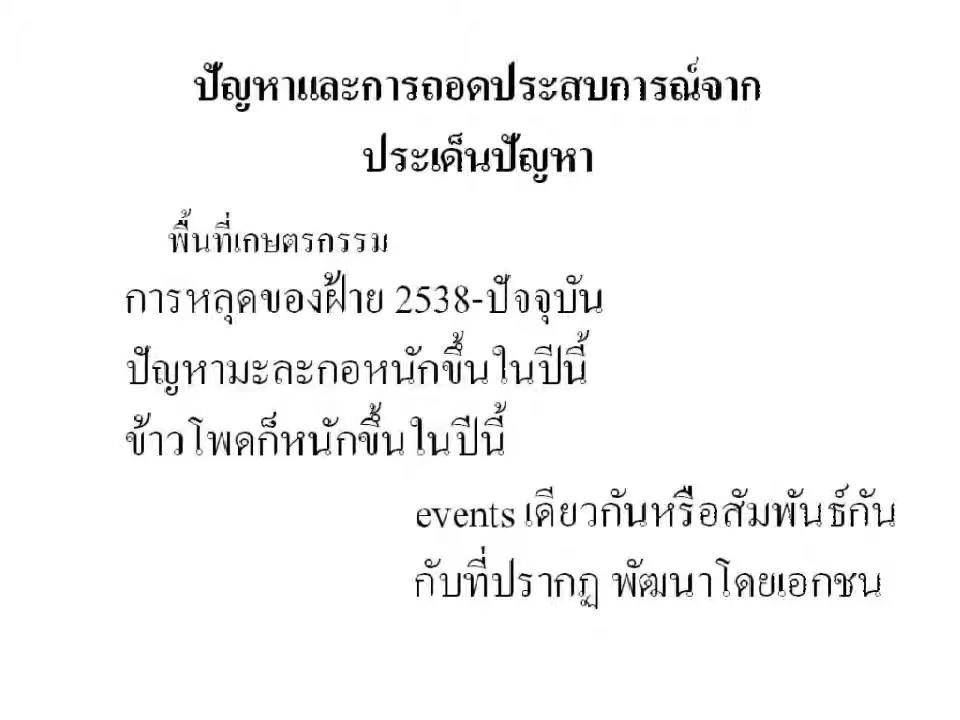 ปัญหาและการถอดประสบการณ์จาก
ประเด็นปัญหา
พื้นที่เกษตรกรรม
การหลุดของฝ้าย 2538-ปัจจุบัน
ปัญหามะละกอหนักขึ้นในปีนี้
ข้าวโพดก็หนักขึ้นในปีนี้
events เดียวกันหรือสัมพันธ์กัน
กับที่ปรากฏ พัฒนาโดยเอกชน